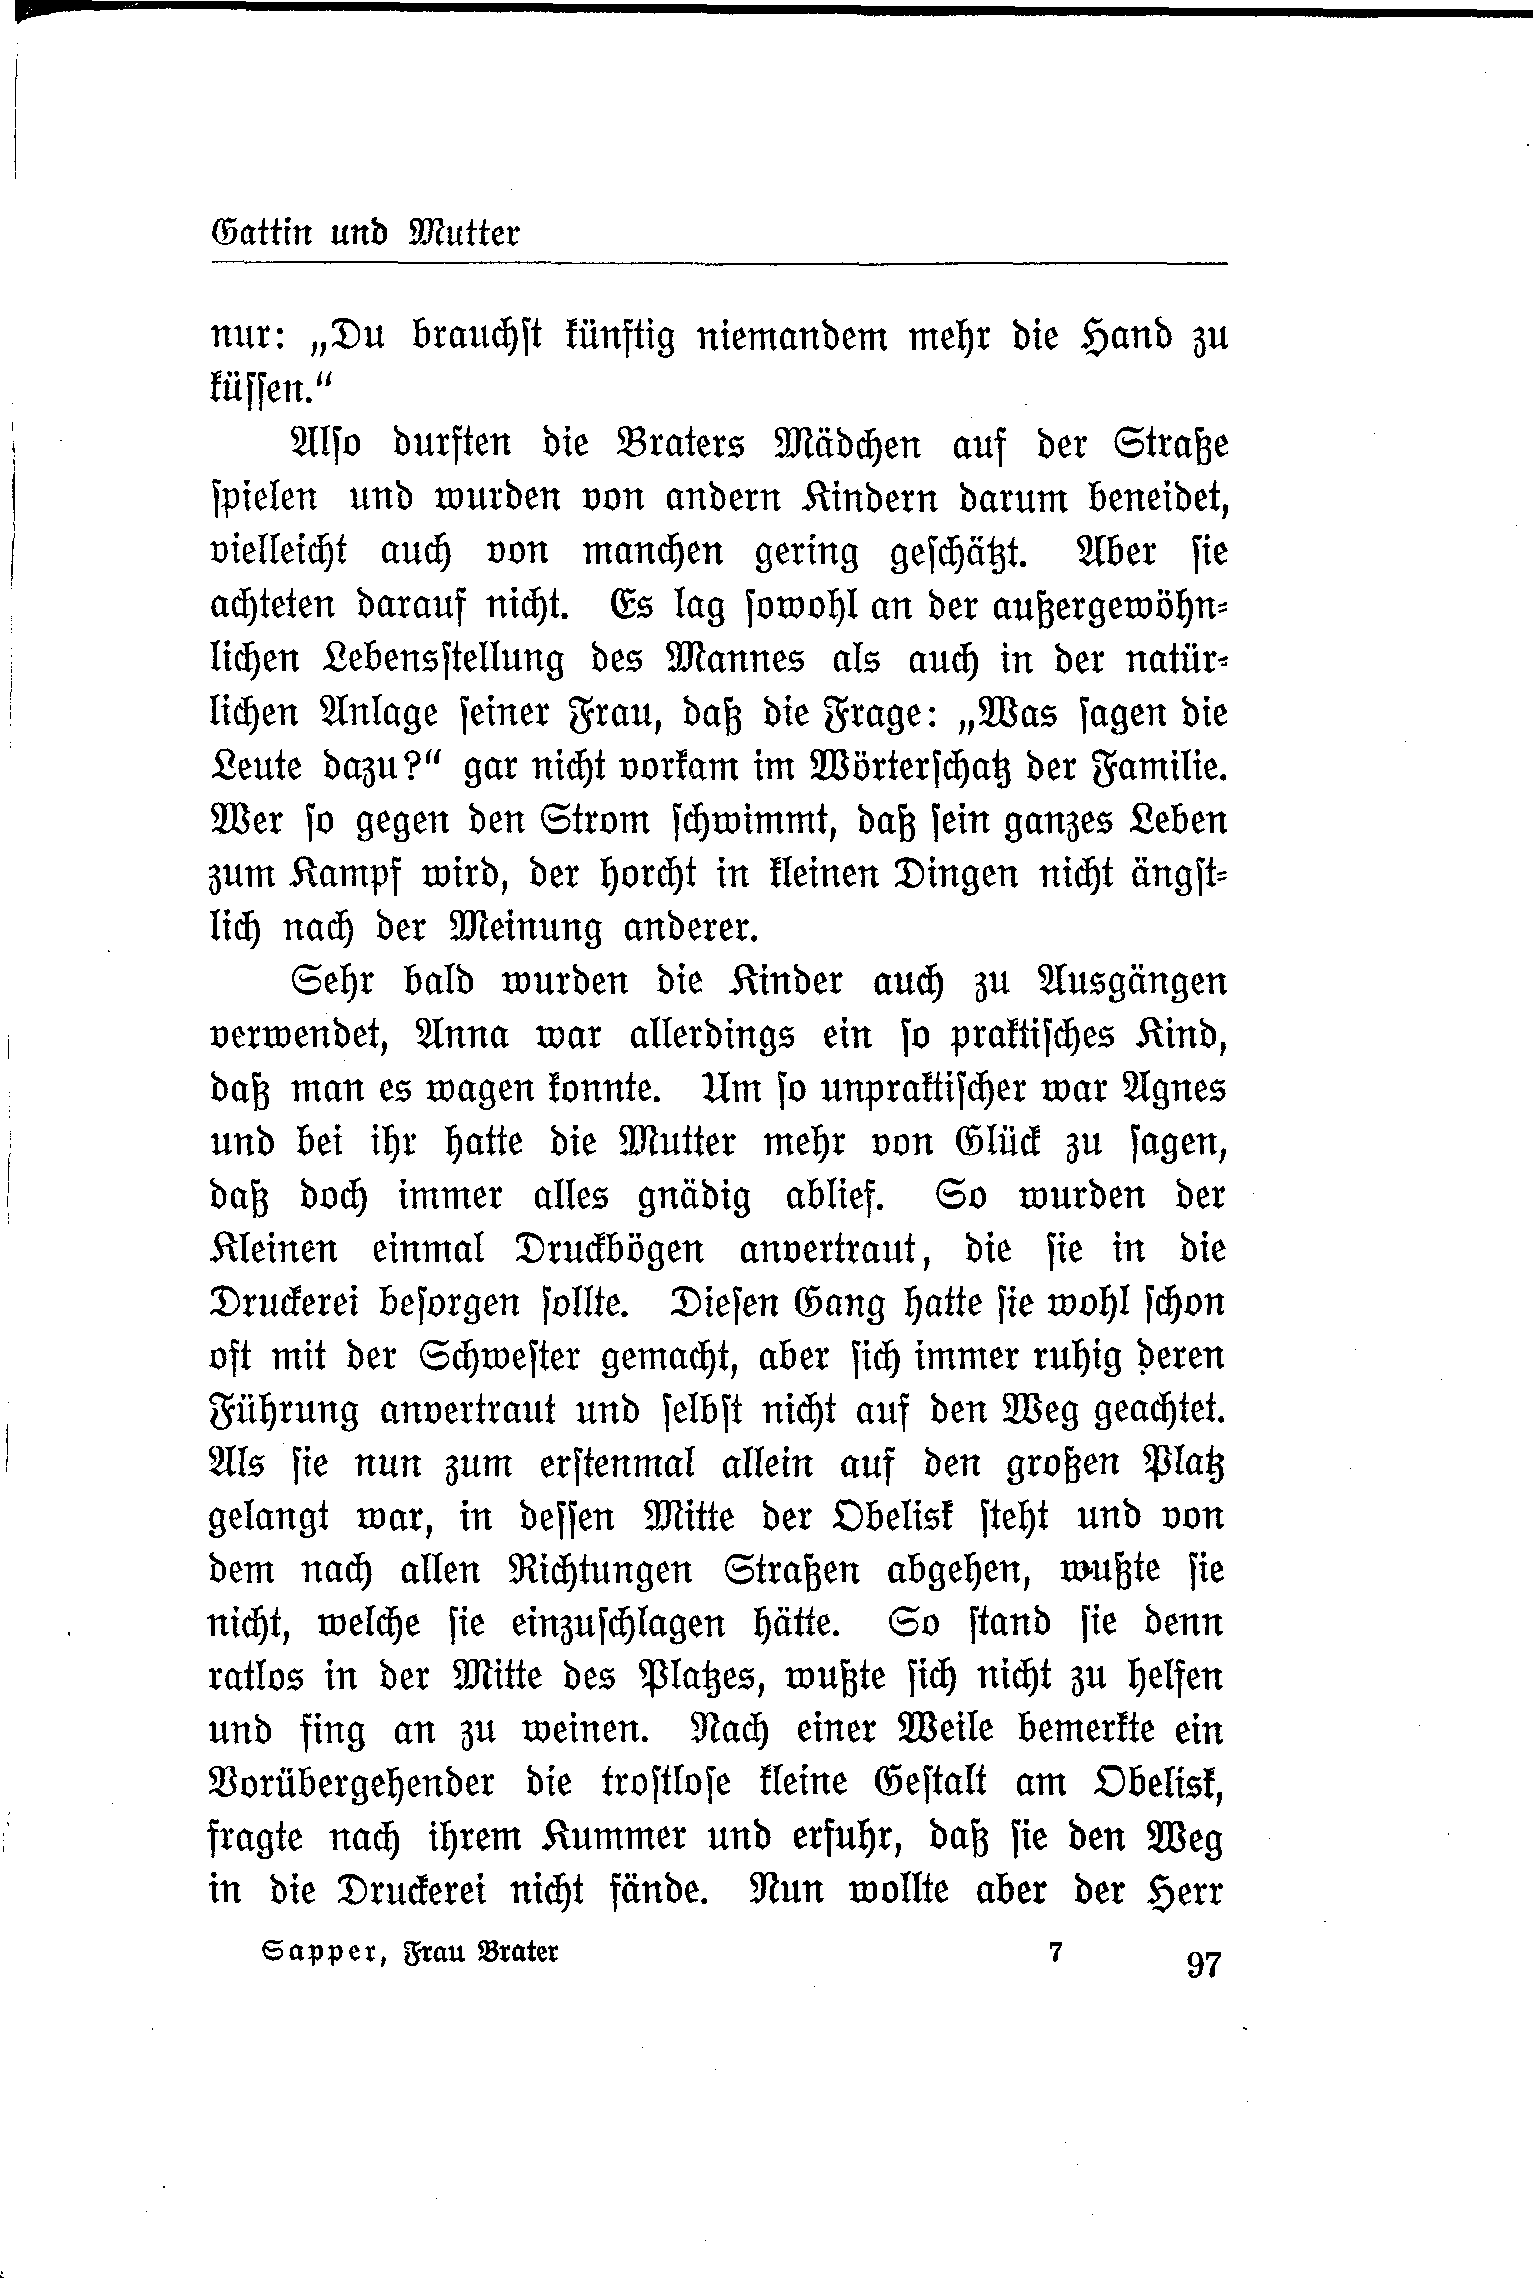 Gattin und Mutter
nur: „Du brauchst künftig niemandem mehr die Hand zu
küssen.“
Also durften die Braters Mädchen auf der Straße
spielen und wurden von andern Kindern darum beneidet,
vielleicht auch von manchen gering geschätzt. Aber sie
achteten darauf nicht. Es lag sowohl an der außergewöhn-
lichen Lebensstellung des Mannes als auch in der natür-
lichen Anlage seiner Frau, daß die Frage: „Was sagen die
Leute dazu?“ gar nicht vorkam im Wörterschatz der Familie.
Wer so gegen den Strom schwimmt, daß sein ganzes Leben
zum Kampf wird, der horcht in kleinen Dingen nicht ängst-
lich nach der Meinung anderer.
Sehr bald wurden die Kinder auch zu Ausgängen
verwendet, Anna war allerdings ein so praktisches Kind,
daß man es wagen konnte. Um so unpraktischer war Agnes
und bei ihr hatte die Mutter mehr von Glück zu sagen,
daß doch immer alles gnädig ablief. So wurden der
Kleinen einmal Druckbögen anvertraut, die sie in die
Druckerei besorgen sollte. Diesen Gang hatte sie wohl schon
oft mit der Schwester gemacht, aber sich immer ruhig deren
Führung anvertraut und selbst nicht auf den Weg geachtet.
Als sie nun zum erstenmal allein auf den großen Platz
gelangt war, in dessen Mitte der Obelisk steht und von
dem nach allen Richtungen Straßen abgehen, wußte sie
nicht, welche sie einzuschlagen hätte. So stand sie denn
ratlos in der Mitte des Platzes, wußte sich nicht zu helfen
und fing an zu weinen. Nach einer Weile bemerkte ein
Vorübergehender die trostlose kleine Gestalt am Obelisk,
fragte nach ihrem Kummer und erfuhr, daß sie den Weg
in die Druckerei nicht fände. Nun wollte aber der Herr
Sapper, Frau Brater 7 97